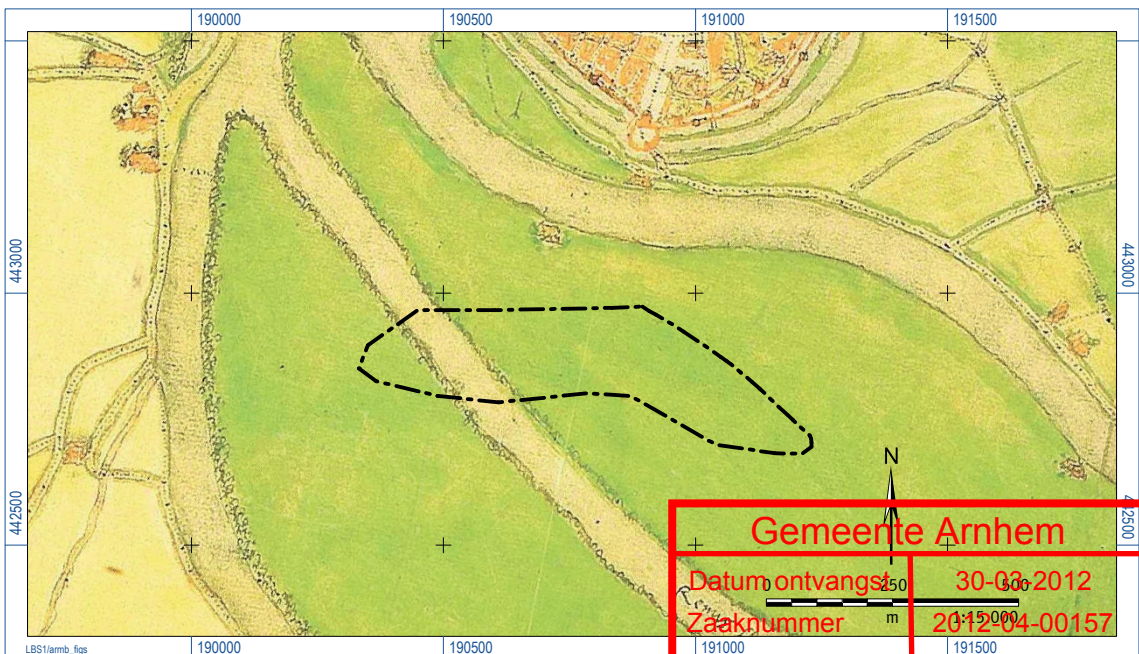 190000 190500 191000 191500
443000 443000
442500 442500
N
Gemeente Arnhem
Datum ontvangst 30-03-2012
0 250 500
m 1:15.000
Zaaknummer 2012-04-00157
LBS1/armb_figs
190000 190500 191000 191500